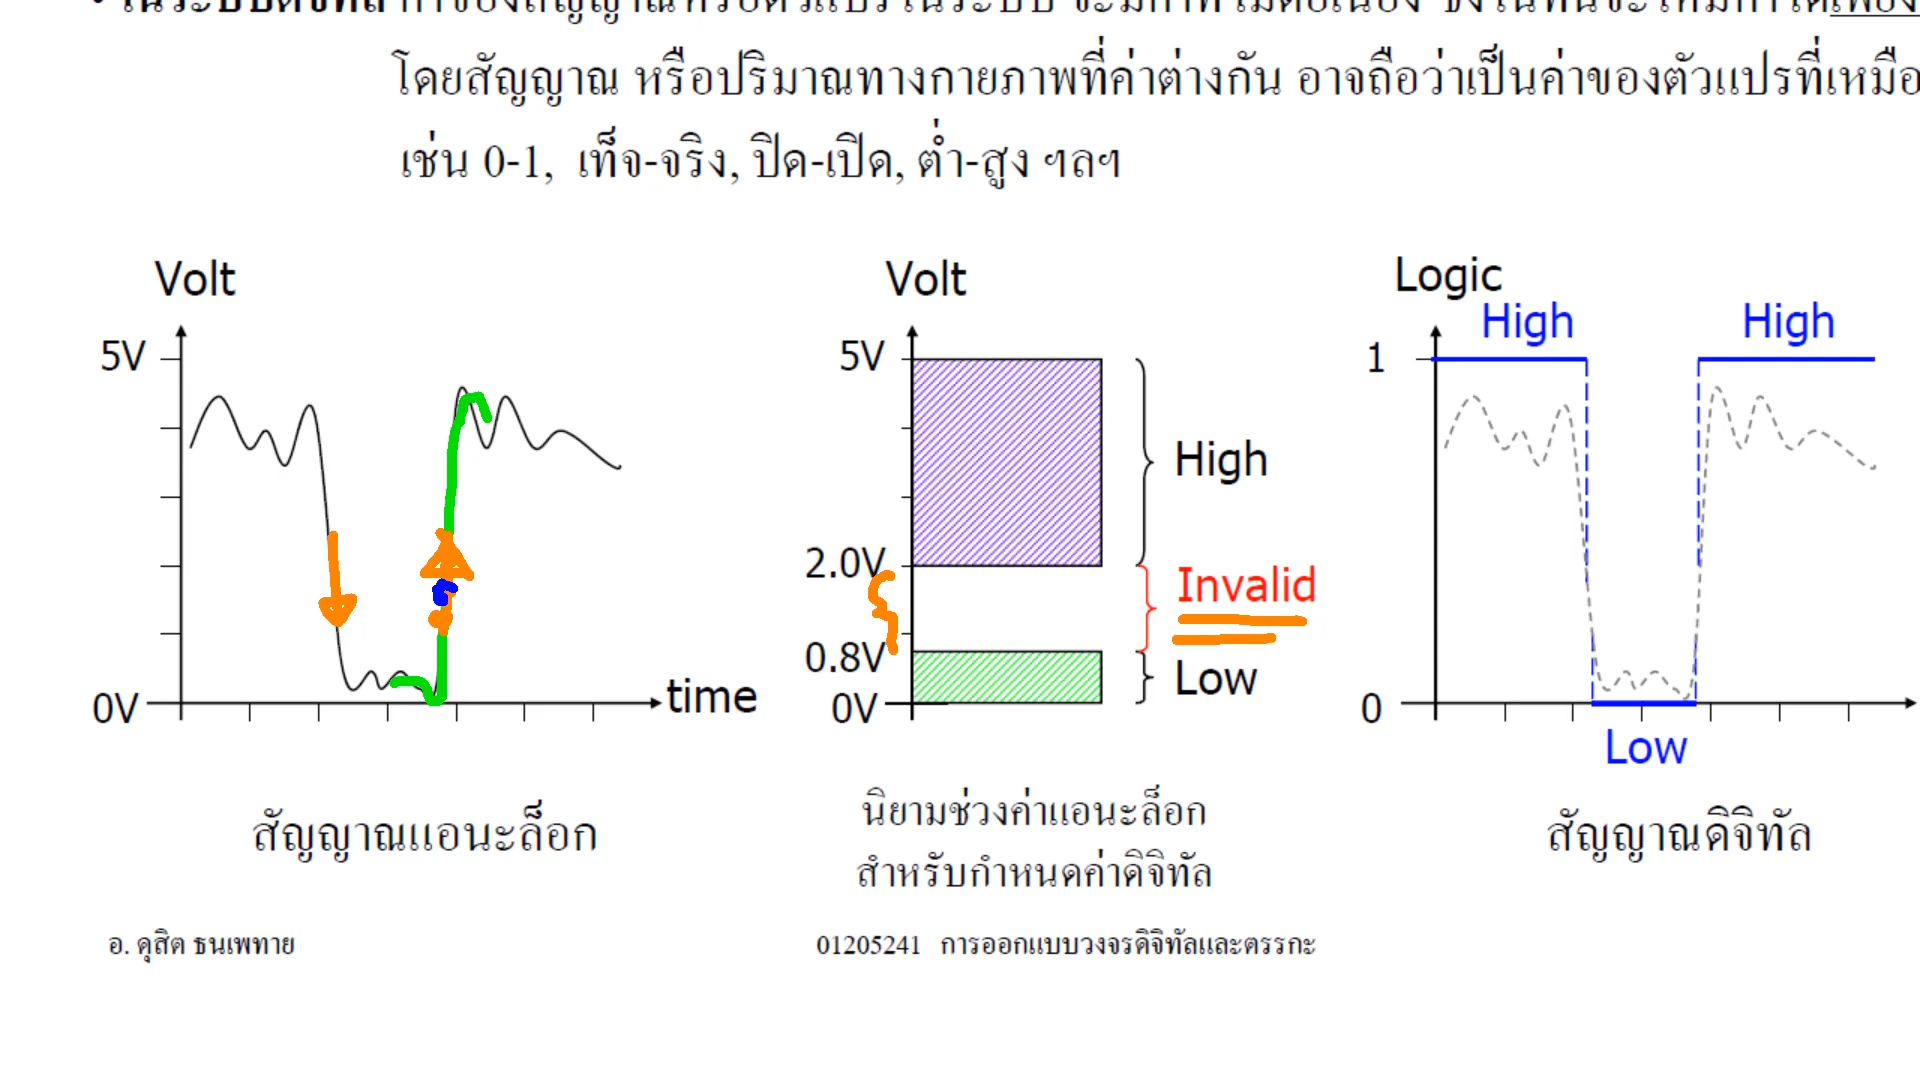 โดยสัญญาณ หรือปริมาณทางกายภาพที่ค่าต่างกัน อาจถือว่าเป็นค่าของตัวแปรที่เหมือ
เช่น 0-1, เท็จ-จริง, ปิด-เปิด, ต่ำ-สูง ฯลฯ
Volt
5V
0V
time
สัญญาณแอนะล็อก
Volt
5V
2.0V
0.8V
0V
High
Invalid
Low
นิยามช่วงค่าแอนะล็อก
สำหรับกำหนดค่าดิจิทัล
Logic
High
High
1
0
Low
สัญญาณดิจิทัล
อ. ดุสิต ธนเพทาย
01205241 การออกแบบวงจรดิจิทัลและตรรกะ